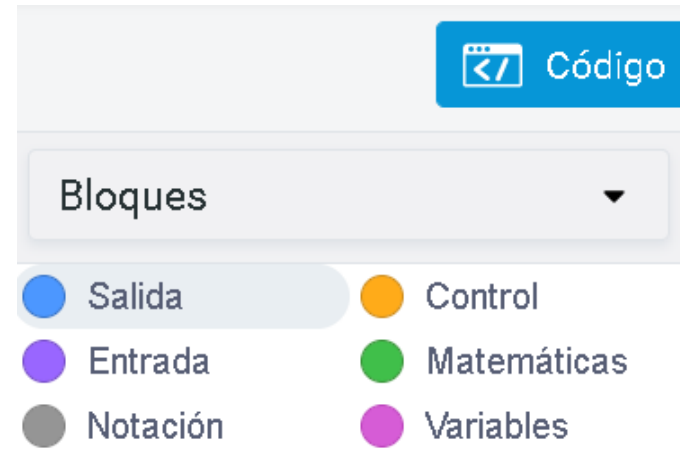 Código
Bloques
Salida Control
Entrada Matemáticas
Notación Variables